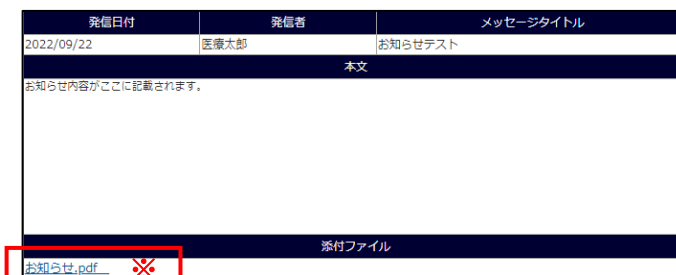 発信日付 発信者 メッセージタイトル
2022/09/22 医療太郎 お知らせテスト
本文
お知らせ内容がここに記載されます。
添付ファイル
お知らせ.pdf ※